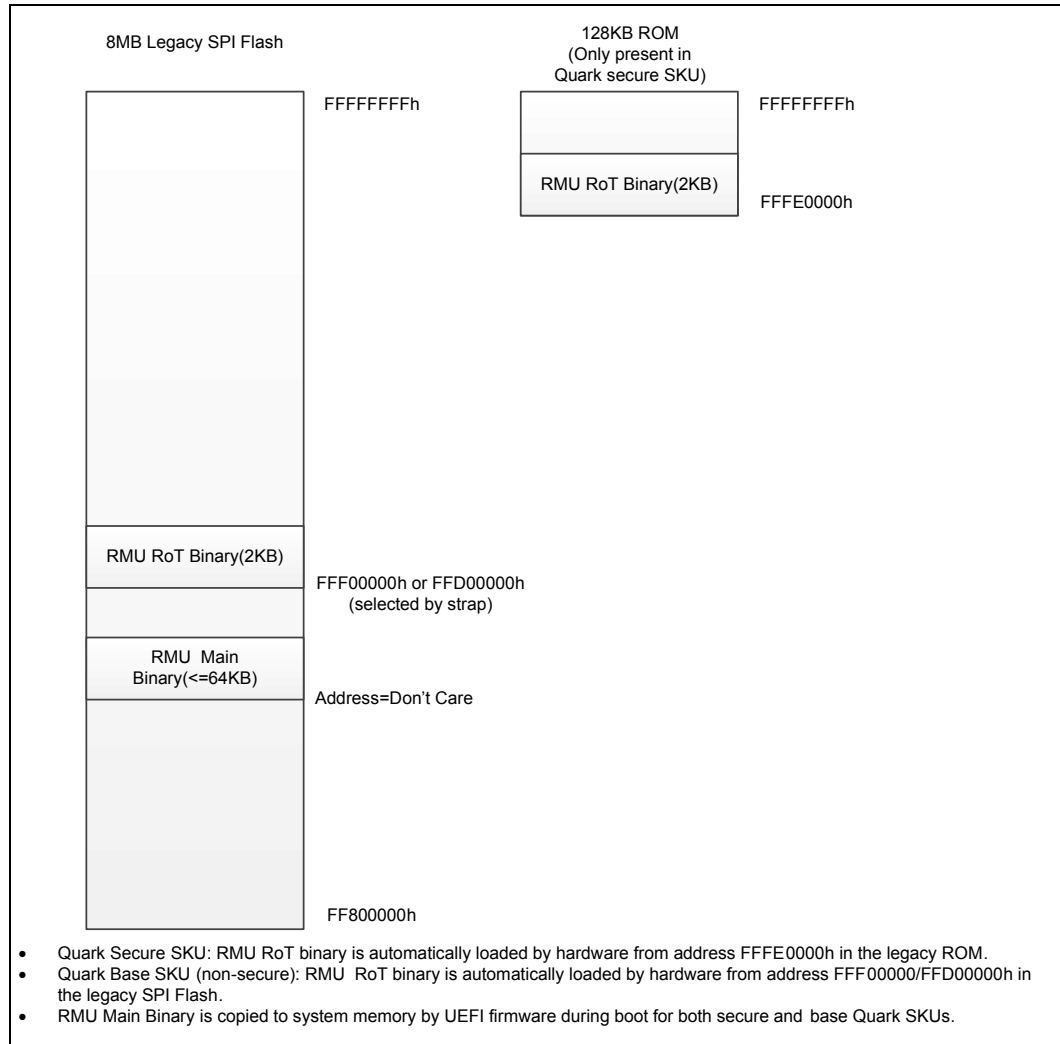 8MB Legacy SPI Flash
128KB ROM
(Only present in
Quark secure SKU)
FFFFFFFFh
FFFFFFFFh
RMU RoT Binary(2KB)
FFFE0000h
RMU RoT Binary(2KB)
FFF00000h or FFD00000h
(selected by strap)
RMU Main
Binary(<=64KB)
Address=Don't Care
FF800000h
• Quark Secure SKU: RMU RoT binary is automatically loaded by hardware from address FFFE0000h in the legacy ROM.
• Quark Base SKU (non-secure): RMU RoT binary is automatically loaded by hardware from address FFF00000/FFD00000h in
the legacy SPI Flash.
• RMU Main Binary is copied to system memory by UEFI firmware during boot for both secure and base Quark SKUs.